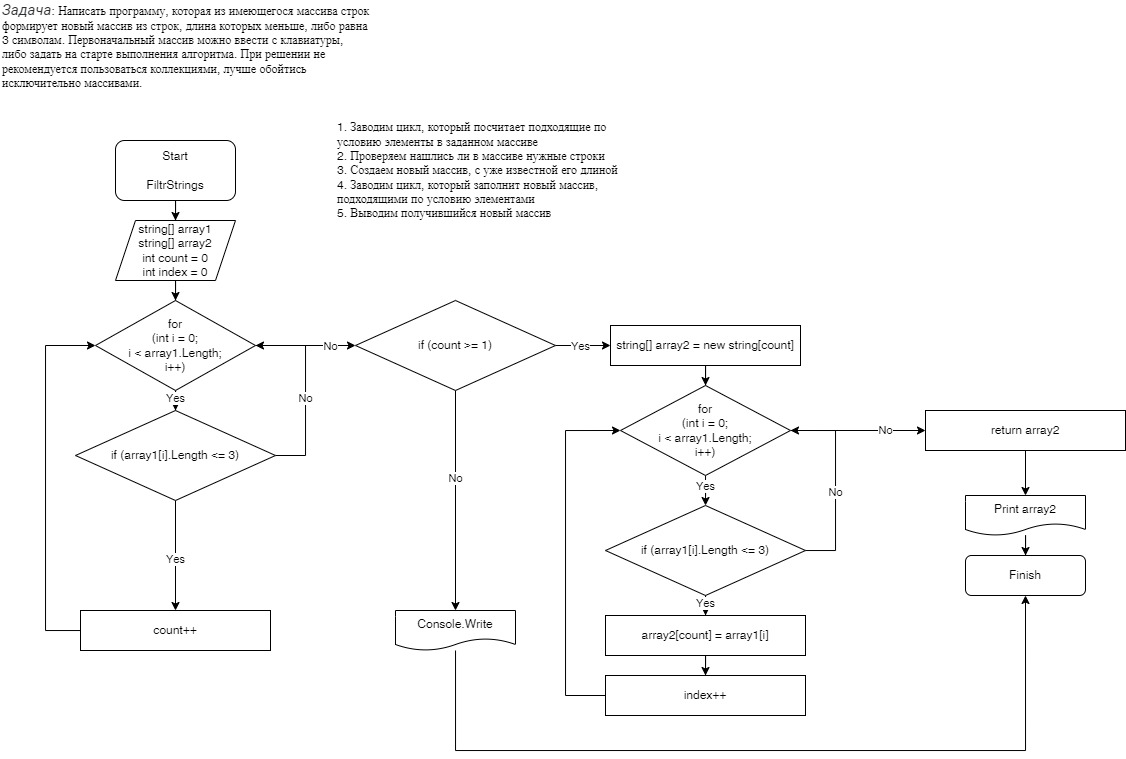 Задача: Написать программу, которая из имеющегося массива строк
формирует новый массив из строк, длина которых меньше, либо равна
3 символам. Первоначальный массив можно ввести с клавиатуры,
либо задать на старте выполнения алгоритма. При решении не
рекомендуется пользоваться коллекциями, лучше обойтись
исключительно массивами.
1. Заводим цикл, который посчитает подходящие по
условию элементы в заданном массиве
2. Проверяем нашлись ли в массиве нужные строки
3. Создаем новый массив, с уже известной его длиной
4. Заводим цикл, который заполнит новый массив,
подходящими по условию элементами
5. Выводим получившийся новый массив
Start
FiltrStrings
string[] array1
string[] array2
int count = 0
int index = 0
for
(int i = 0;
i < array1.Length;
i++)
No
Yes
No
if (array1[i].Length <= 3)
Yes
count++
if (count >= 1)
Yes
No
Console.Write
string[] array2 = new string[count]
for
(int i = 0;
i < array1.Length;
i++)
No
Yes
No
if (array1[i].Length <= 3)
Yes
array2[count] = array1[i]
index++
return array2
Print array2
Finish